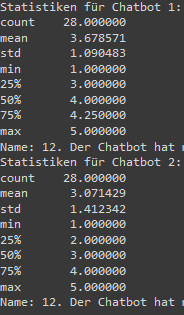 Statistiken für Chatbot 1:
count 28.000000
mean 3.678571
std 1.090483
min 1.000000
25% 3.000000
50% 4.000000
75% 4.250000
max 5.000000
Name: 12. Der Chatbot hat
Statistiken für Chatbot 2:
count 28.000000
mean 3.071429
std 1.412342
min 1.000000
25% 2.000000
50% 3.000000
75% 4.000000
max 5.000000
Name: 12. Der Chatbot hat